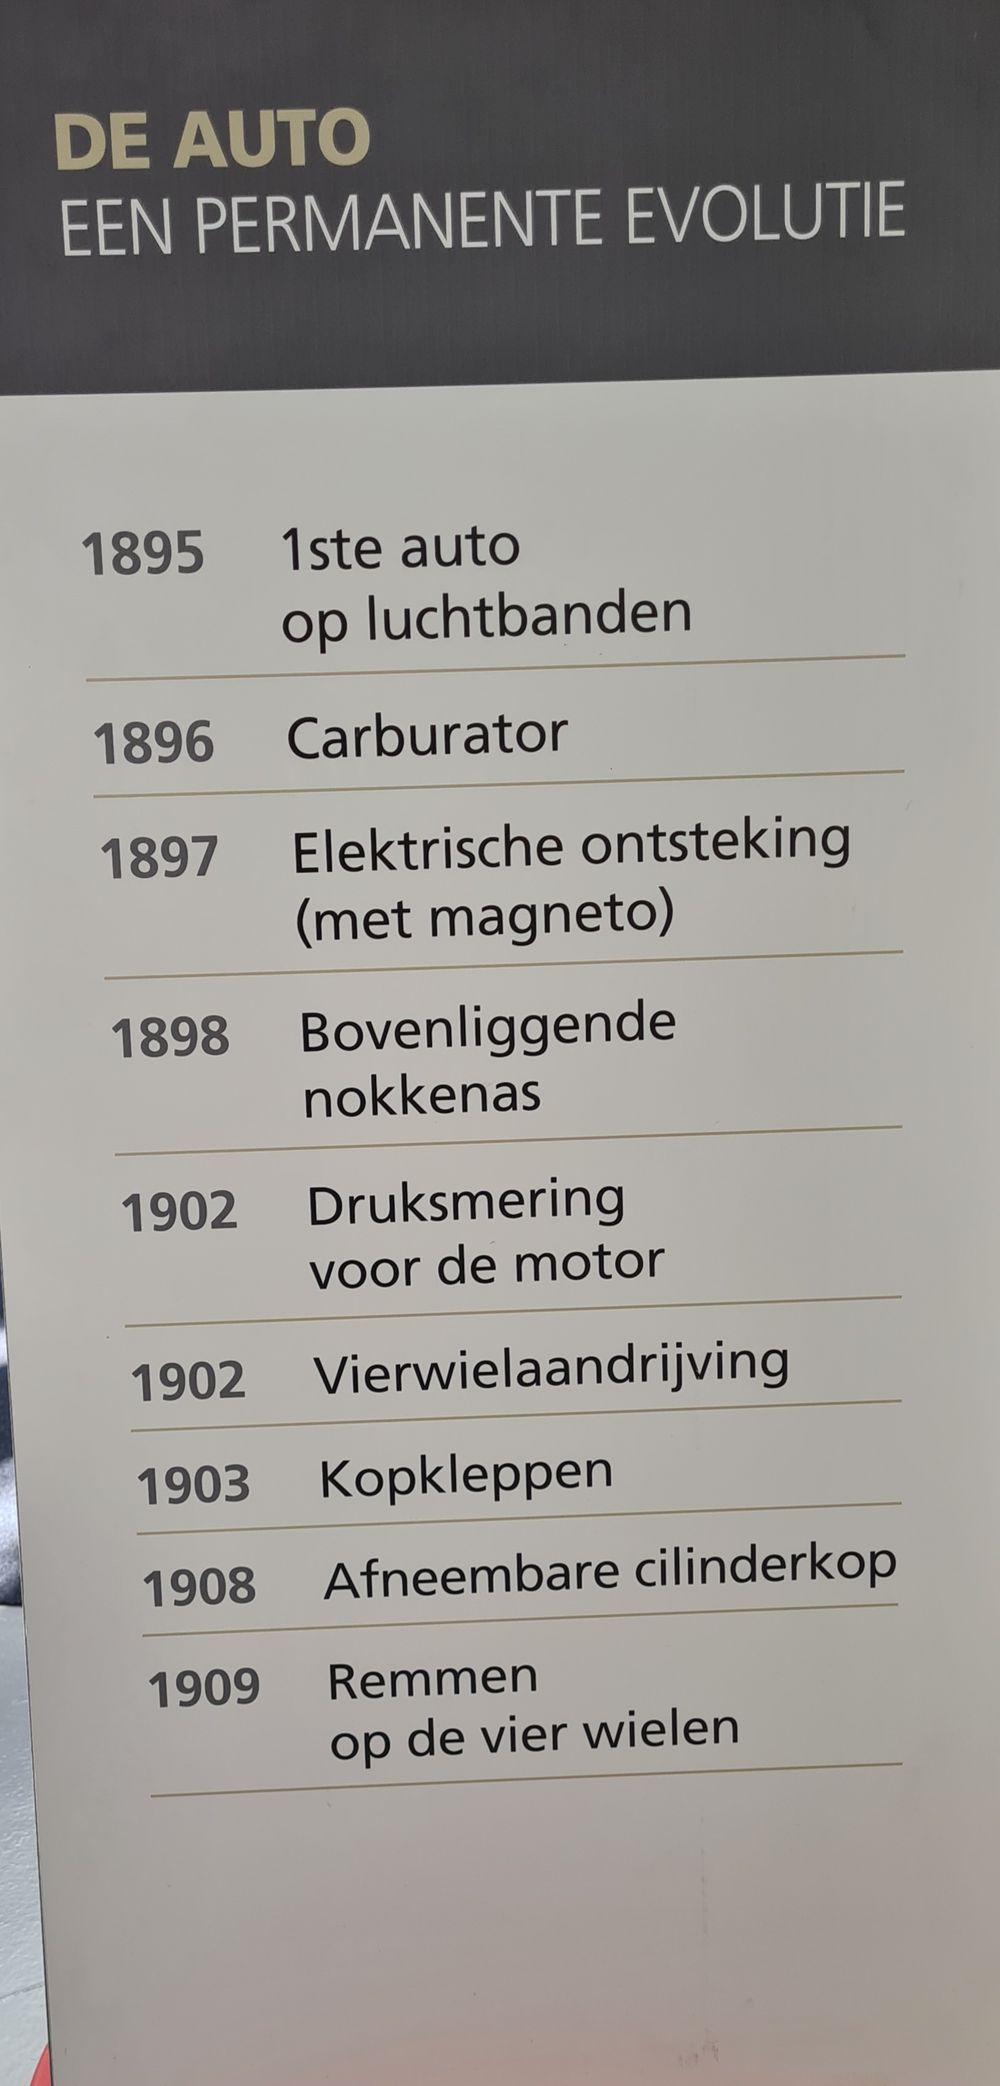 DE AUTO
EEN PERMANENTE EVOLUTIE
1895 1ste auto
op luchtbanden
1896 Carburator
1897 Elektrische ontsteking
(met magneto)
1898 Bovenliggende
nokkenas
1902 Druksmering
voor de motor
1902 Vierwielaandrijving
1903 Kopkleppen
1908 Afneembare cilinderkop
1909 Remmen
op de vier wielen